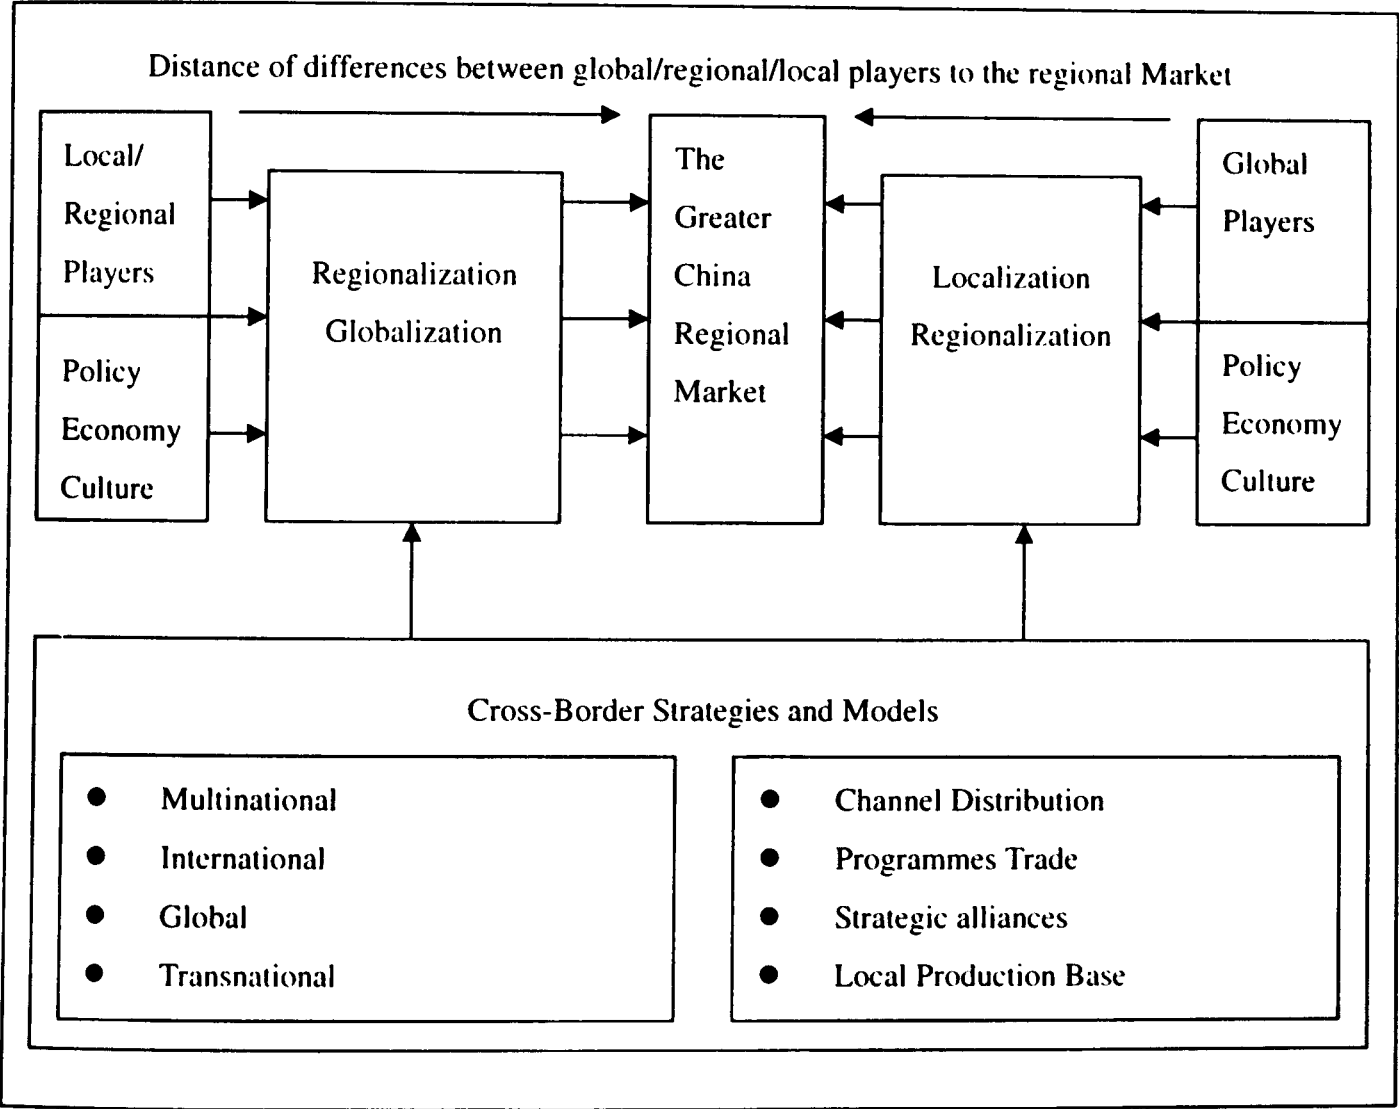 Distance of differences between global/regional/local players to the regional Market
Local/
Regional
Players
Policy
Economy
Culture
Regionalization
Globalization
The
Greater
China
Regional
Market
Localization
Regionalization
Global
Players
Policy
Economy
Culture
Cross-Border Strategies and Models
● Multinational
● International
● Global
● Transnational
● Channel Distribution
● Programmes Trade
● Strategic alliances
● Local Production Base